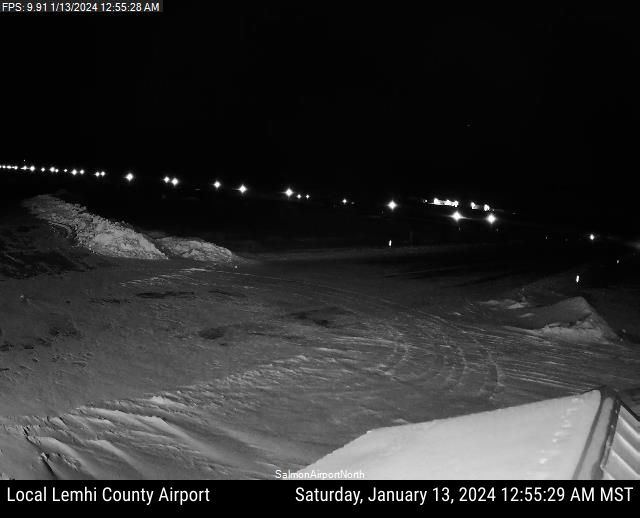 FPS: 9.91 1/13/2024 12:55:28 AM
SalmonAirportNorth
Local Lemhi County Airport Saturday, January 13, 2024 12:55:29 AM MST